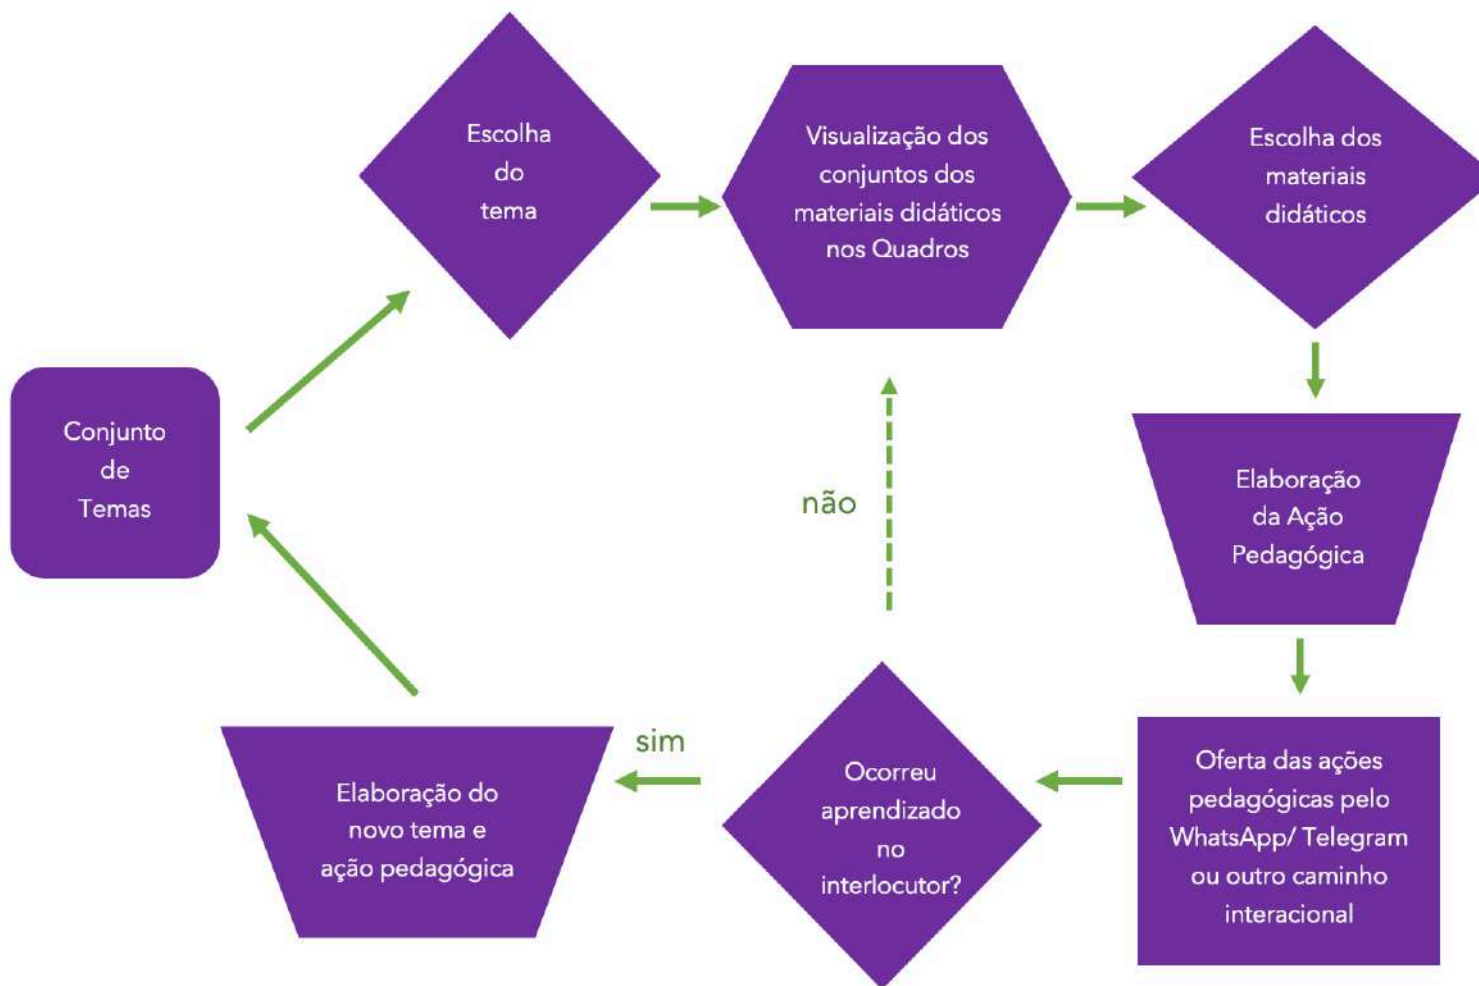 Escolha
do
tema
Visualização dos
conjuntos dos
materiais didáticos
nos Quadros
Escolha dos
materiais
didáticos
Conjunto
de
Temas
não
Elaboração
da Ação
Pedagógica
sim
Elaboração do
novo tema e
ação pedagógica
Ocorreu
aprendizado
no
interlocutor?
Oferta das ações
pedagógicas pelo
WhatsApp/ Telegram
ou outro caminho
interacional